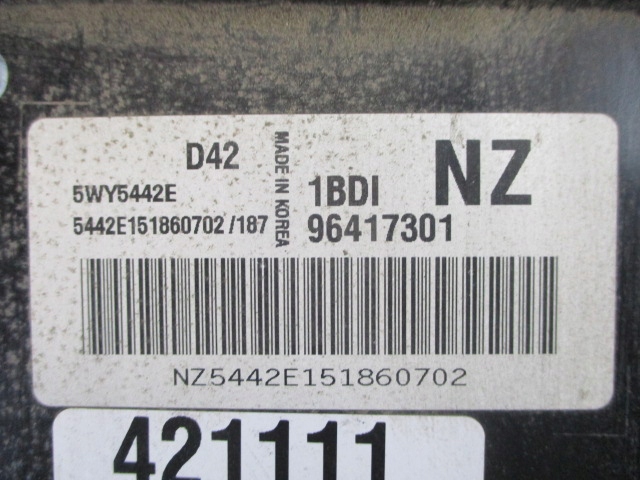 D42
MADE IN KOREA
1BDI
NZ
5WY5442E
5442E151860702 /187
96417301
NZ5442E151860702
421111